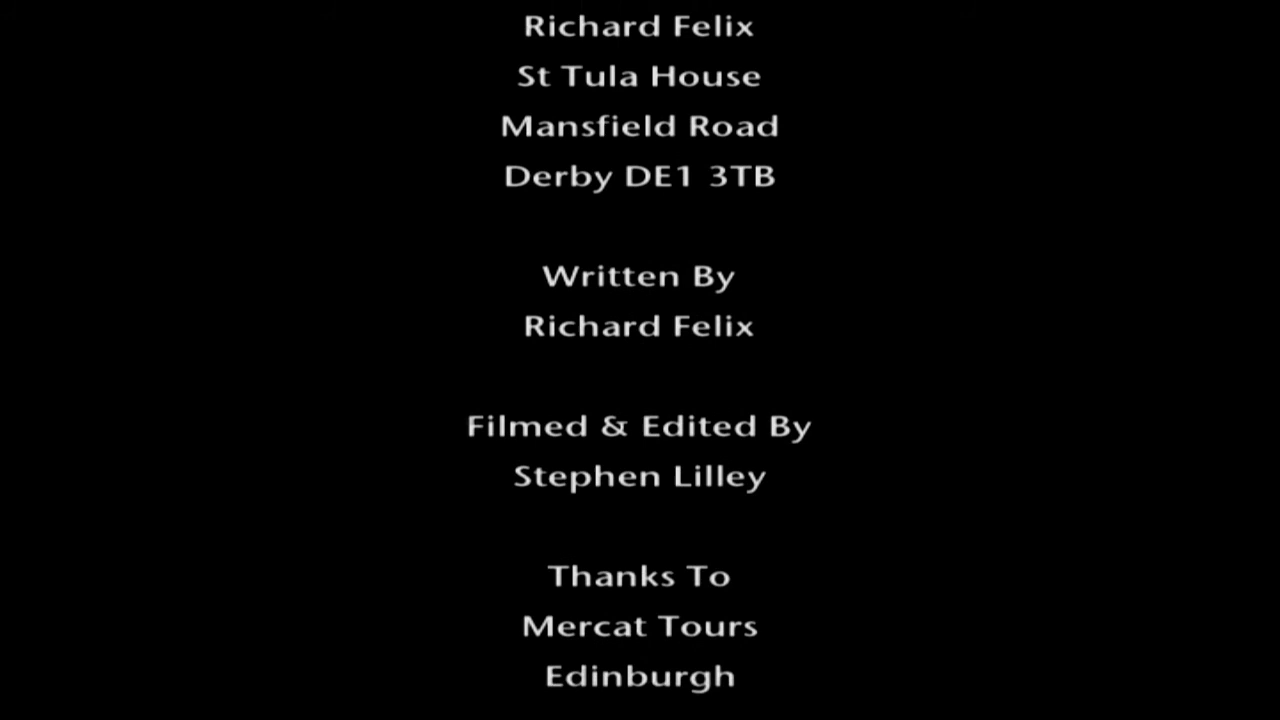 Richard Felix
St Tula House
Mansfield Road
Derby DE1 3TB
Written By
Richard Felix
Filmed & Edited By
Stephen Lilley
Thanks To
Mercat Tours
Edinburgh